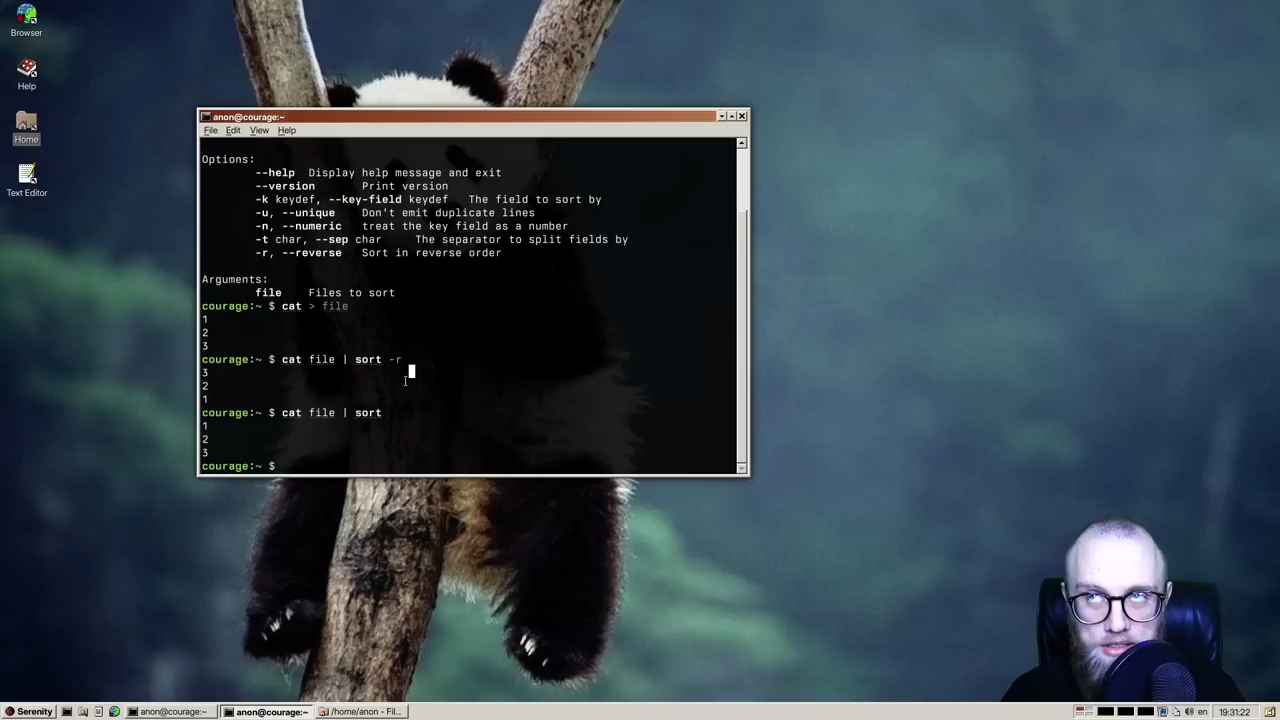 Browser
Help
Home
Text Editor
anon@courage:~
File Edit View Help
Options:
--help Display help message and exit
--version Print version
-k keydef, --key-field keydef The field to sort by
-u, --unique Don't emit duplicate lines
-n, --numeric treat the key field as a number
-t char, --sep char The separator to split fields by
-r, --reverse Sort in reverse order
Arguments:
file Files to sort
courage:~ $ cat > file
1
2
3
courage:~ $ cat file | sort -r
3
2
1
courage:~ $ cat file | sort
1
2
3
courage:~ $
Serenity anon@courage:~ anon@courage:~ /home/anon - Fil... en 19:31:22